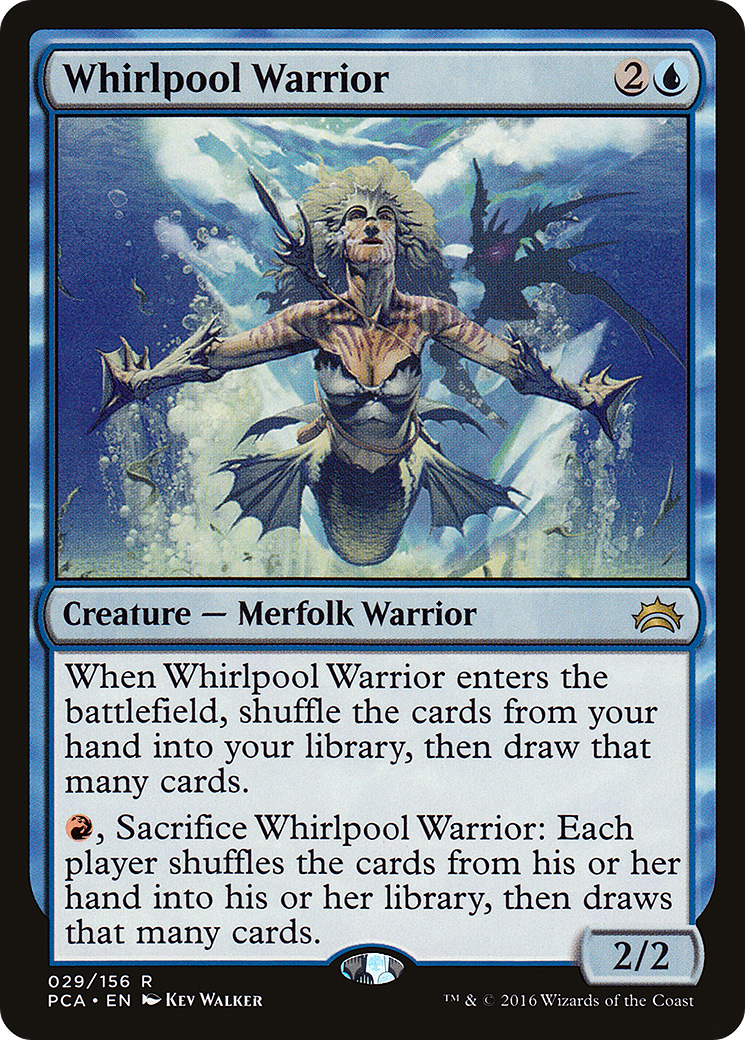 Whirlpool Warrior 2
Creature — Merfolk Warrior
When Whirlpool Warrior enters the
battlefield, shuffle the cards from your
hand into your library, then draw that
many cards.
, Sacrifice Whirlpool Warrior: Each
player shuffles the cards from his or her
hand into his or her library, then draws
that many cards.
2/2
029/156 R
PCA • EN Kev Walker
™ & © 2016 Wizards of the Coast